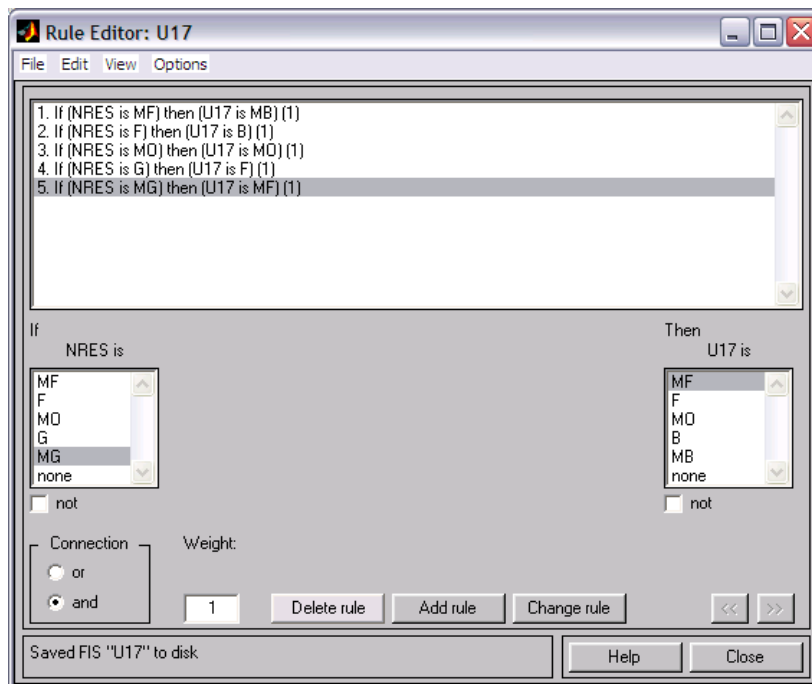 Rule Editor: U17
File Edit View Options
1. If (NRES is MF) then (U17 is MB) (1)
2. If (NRES is F) then (U17 is B) (1)
3. If (NRES is MO) then (U17 is MO) (1)
4. If (NRES is G) then (U17 is F) (1)
5. If (NRES is MG) then (U17 is MF) (1)
If
NRES is
MF
F
MO
G
MG
none
not
Then
U17 is
MF
F
MO
B
MB
none
not
Connection
or
and
Weight:
1
Delete rule
Add rule
Change rule
<<
>>
Saved FIS "U17" to disk
Help
Close